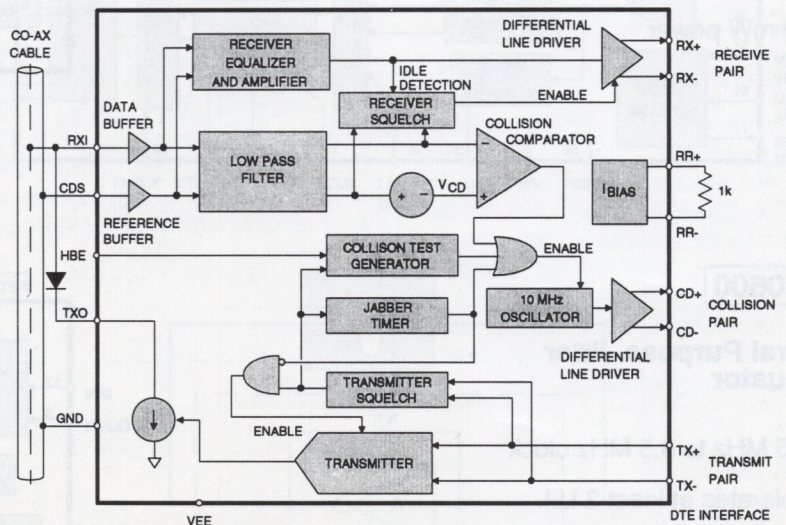 CO-AX
CABLE
RECEIVER
EQUALIZER
AND AMPLIFIER
DIFFERENTIAL
LINE DRIVER
RX+
RX-
RECEIVE
PAIR
IDLE
DETECTION
ENABLE
RECEIVER
SQUELCH
DATA
BUFFER
RXI
LOW PASS
FILTER
COLLISION
COMPARATOR
−
+
+ −
VCD
CDS
REFERENCE
BUFFER
IBIAS
RR+
1k
RR-
HBE
COLLISON TEST
GENERATOR
ENABLE
JABBER
TIMER
10 MHz
OSCILLATOR
CD+
CD-
COLLISION
PAIR
DIFFERENTIAL
LINE DRIVER
TXO
TRANSMITTER
SQUELCH
GND
ENABLE
TRANSMITTER
TX+
TX-
TRANSMIT
PAIR
VEE
DTE INTERFACE